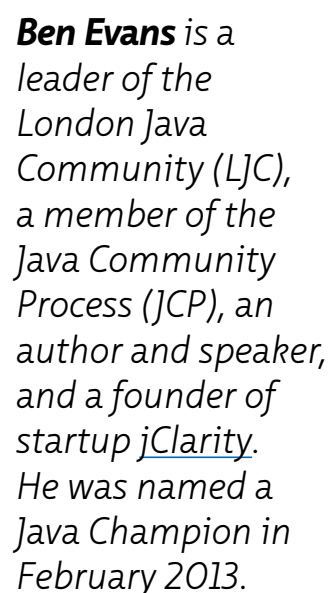 Ben Evans is a
leader of the
London Java
Community (LJC),
a member of the
Java Community
Process (JCP), an
author and speaker,
and a founder of
startup jClarity.
He was named a
Java Champion in
February 2013.